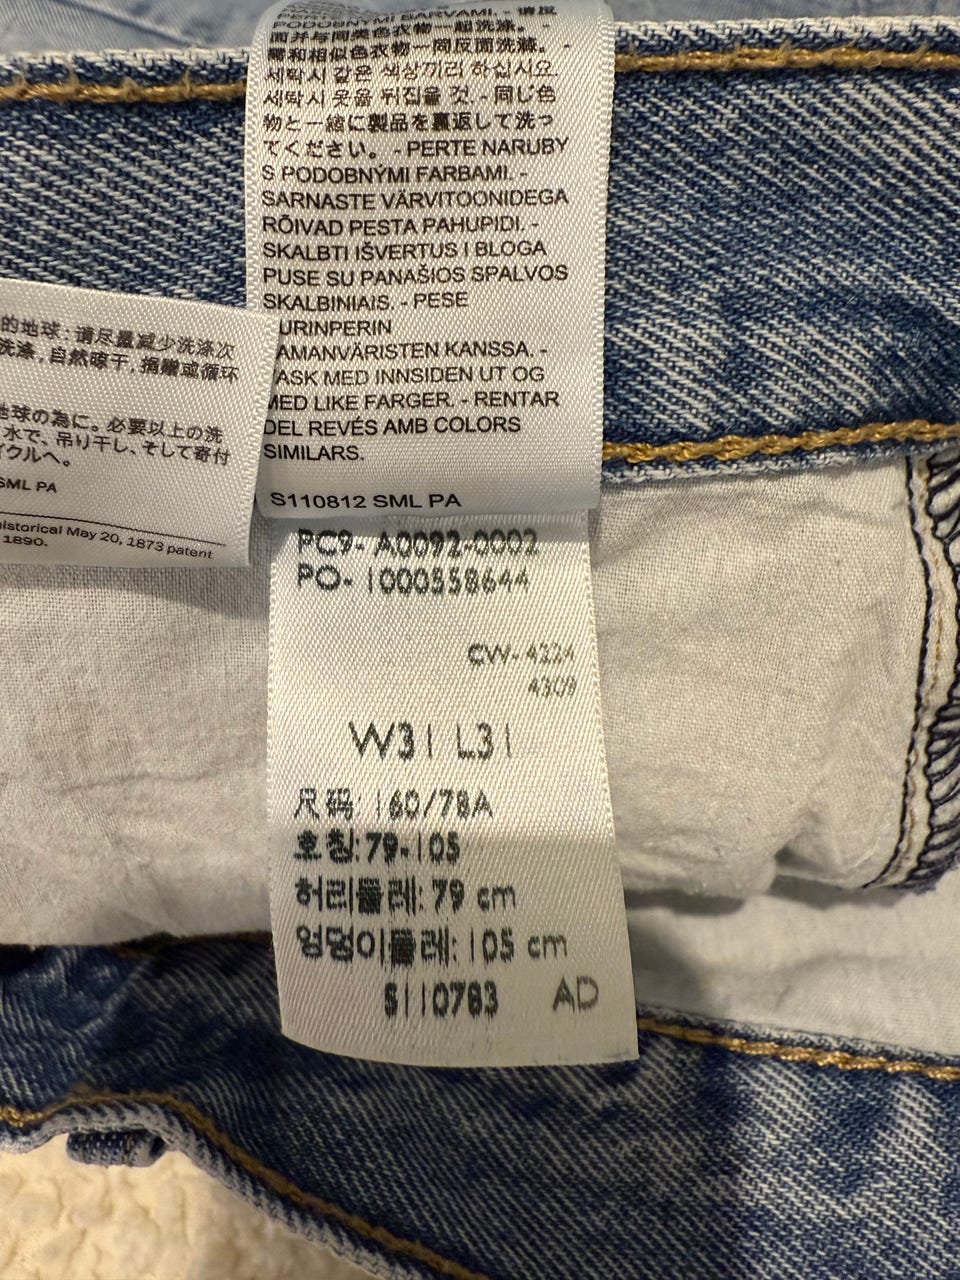 PODOBNÝMI BARVAMI. - 请反
面并与同类色衣物一起洗涤。 -
需和相似色衣物一同反面洗滌。 -
세탁시 같은 색상끼리 하십시요.
세탁시 옷을 뒤집을 것. - 同じ色
物と一緒に製品を裏返して洗っ
てください。 - PERTE NARUBY
S PODOBNÝMI FARBAMI. -
SARNASTE VÄRVITOONIDEGA
RÕIVAD PESTA PAHUPIDI. -
SKALBTI IŠVERTUS I BLOGA
PUSE SU PANAŠIOS SPALVOS
SKALBINIAIS. - PESE
URINPERIN
AMANVÄRISTEN KANSSA. -
ASK MED INNSIDEN UT OG
MED LIKE FARGER. - RENTAR
DEL REVÉS AMB COLORS
SIMILARS.
S110812 SML PA
的地球: 请尽量减少洗涤次
洗涤, 自然晾干, 捐赠或循环
地球の為に。必要以上の洗
水で、吊り干し、そして寄付
イクルへ。
SML PA
historical May 20, 1873 patent
1890.
PC9- A0092-0002
PO- 1000558644
CW- 4224
4309
W31 L31
尺码: 160/78A
호칭: 79-105
허리둘레: 79 cm
엉덩이둘레: 105 cm
S110783 AD